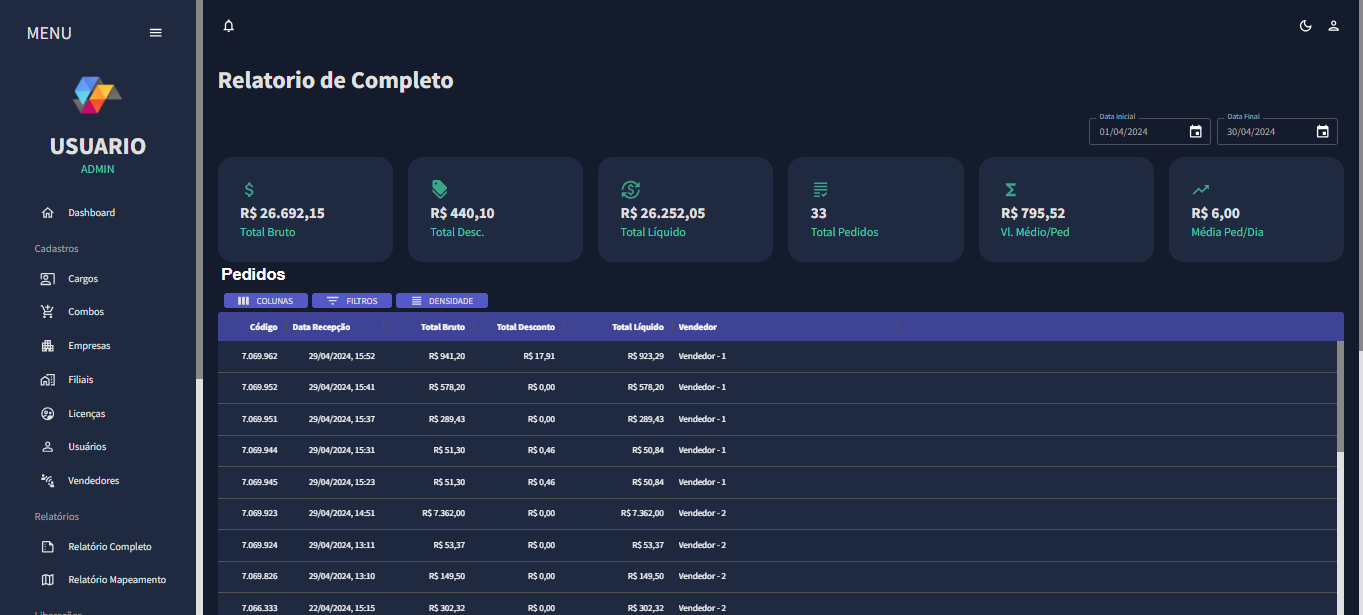 MENU
USUARIO
ADMIN
Dashboard
Cadastros
Cargos
Combos
Empresas
Filiais
Licenças
Usuários
Vendedores
Relatórios
Relatório Completo
Relatório Mapeamento
Liberações
Relatorio de Completo
Data Inicial
01/04/2024
Data Final
30/04/2024
R$ 26.692,15
Total Bruto
R$ 440,10
Total Desc.
R$ 26.252,05
Total Líquido
33
Total Pedidos
R$ 795,52
Vl. Médio/Ped
R$ 6,00
Média Ped/Dia
Pedidos
COLUNAS FILTROS DENSIDADE
Código Data Recepção Total Bruto Total Desconto Total Líquido Vendedor
7.069.962 29/04/2024, 15:52 R$ 941,20 R$ 17,91 R$ 923,29 Vendedor - 1
7.069.952 29/04/2024, 15:41 R$ 578,20 R$ 0,00 R$ 578,20 Vendedor - 1
7.069.951 29/04/2024, 15:37 R$ 289,43 R$ 0,00 R$ 289,43 Vendedor - 1
7.069.944 29/04/2024, 15:31 R$ 51,30 R$ 0,46 R$ 50,84 Vendedor - 1
7.069.945 29/04/2024, 15:23 R$ 51,30 R$ 0,46 R$ 50,84 Vendedor - 1
7.069.923 29/04/2024, 14:51 R$ 7.362,00 R$ 0,00 R$ 7.362,00 Vendedor - 2
7.069.924 29/04/2024, 13:11 R$ 53,37 R$ 0,00 R$ 53,37 Vendedor - 2
7.069.826 29/04/2024, 13:10 R$ 149,50 R$ 0,00 R$ 149,50 Vendedor - 2
7.066.333 22/04/2024, 15:15 R$ 302,32 R$ 0,00 R$ 302,32 Vendedor - 2